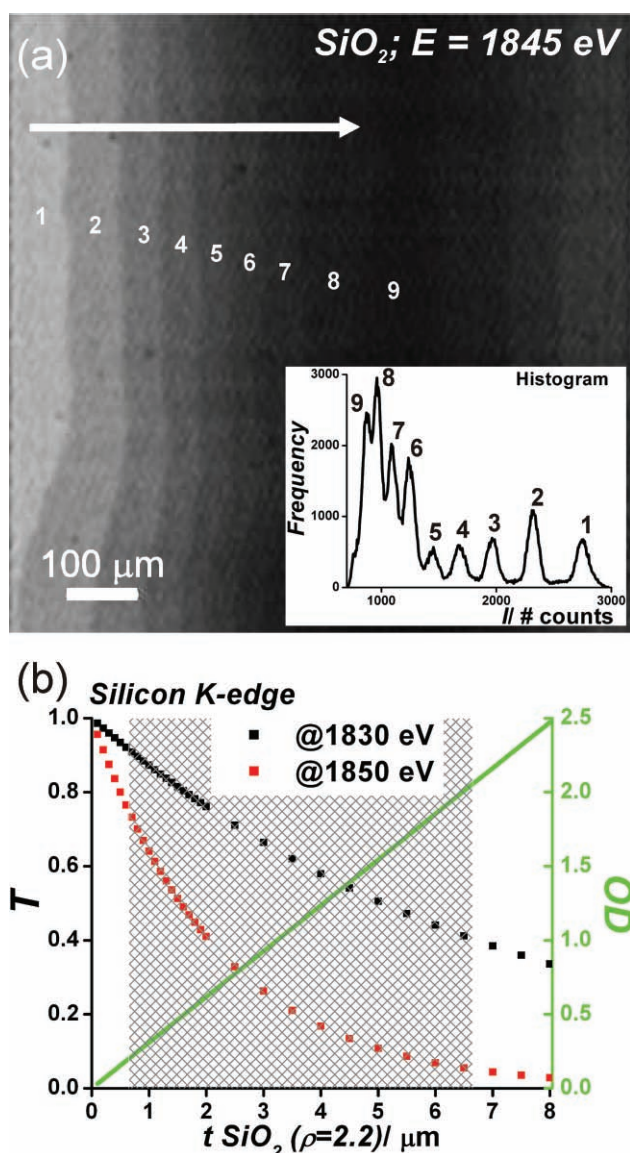 (a)
SiO2; E = 1845 eV
1 2 3 4 5 6 7 8 9
100 μm
Histogram
Frequency
3000
2000
1000
0
9 8 7 6 5 4 3 2 1
1000 2000 3000
I/ # counts
(b)
Silicon K-edge
@1830 eV
@1850 eV
T
1.0
0.8
0.6
0.4
0.2
0.0
OD
2.5
2.0
1.5
1.0
0.5
0.0
0 1 2 3 4 5 6 7 8
t SiO2 (ρ=2.2)/ μm